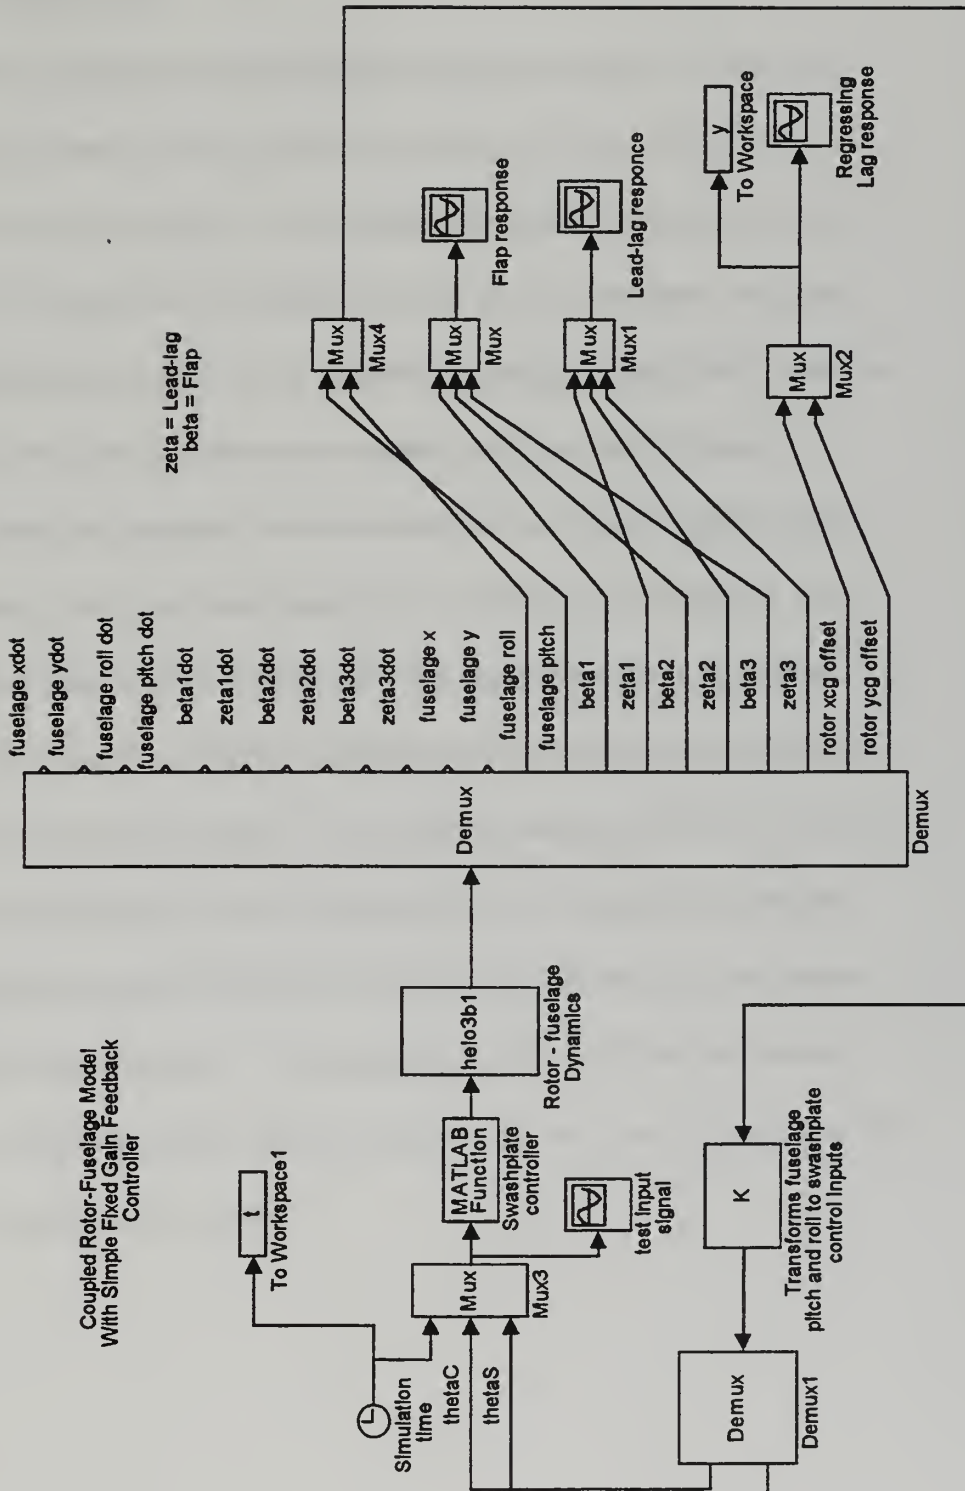 Coupled Rotor-Fuselage Model
With Simple Fixed Gain Feedback
Controller
zeta = Lead-lag
beta = Flap
t
To Workspace1
Simulation
time
thetaC
thetaS
Mux
Mux3
MATLAB
Function
Swashplate
controller
test input
signal
helo3b1
Rotor - fuselage
Dynamics
Demux
Demux
fuselage xdot
fuselage ydot
fuselage roll dot
fuselage pitch dot
beta1dot
zeta1dot
beta2dot
zeta2dot
beta3dot
zeta3dot
fuselage x
fuselage y
fuselage roll
fuselage pitch
beta1
zeta1
beta2
zeta2
beta3
zeta3
rotor xcg offset
rotor ycg offset
Mux
Mux4
Mux
Mux
Flap response
Mux
Mux1
Lead-lag responce
Mux
Mux2
y
To Workspace
Regressing
Lag response
K
Transforms fuselage
pitch and roll to swashplate
control inputs
Demux
Demux1